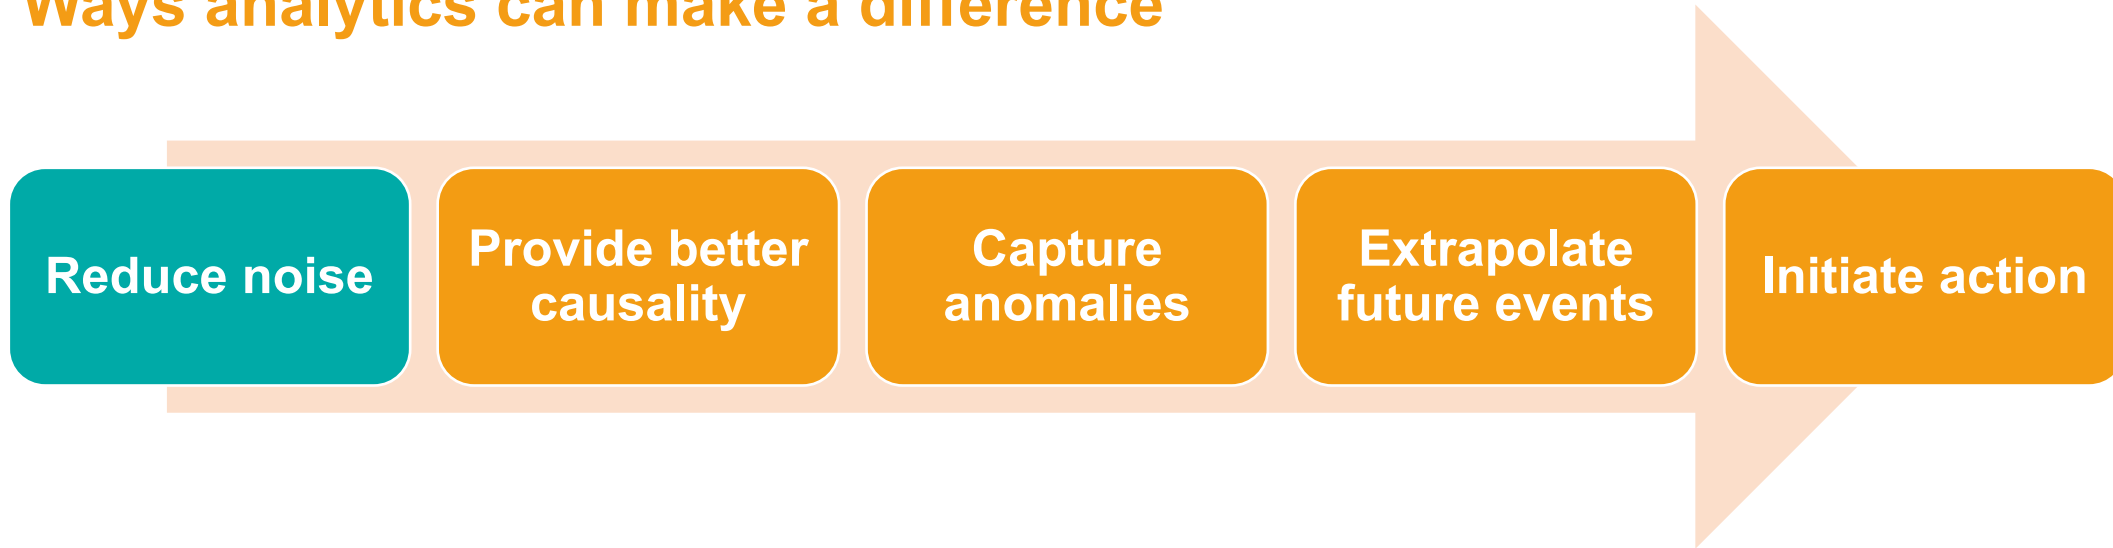 Ways analytics can make a difference
Reduce noise
Provide better
causality
Capture
anomalies
Extrapolate
future events
Initiate action